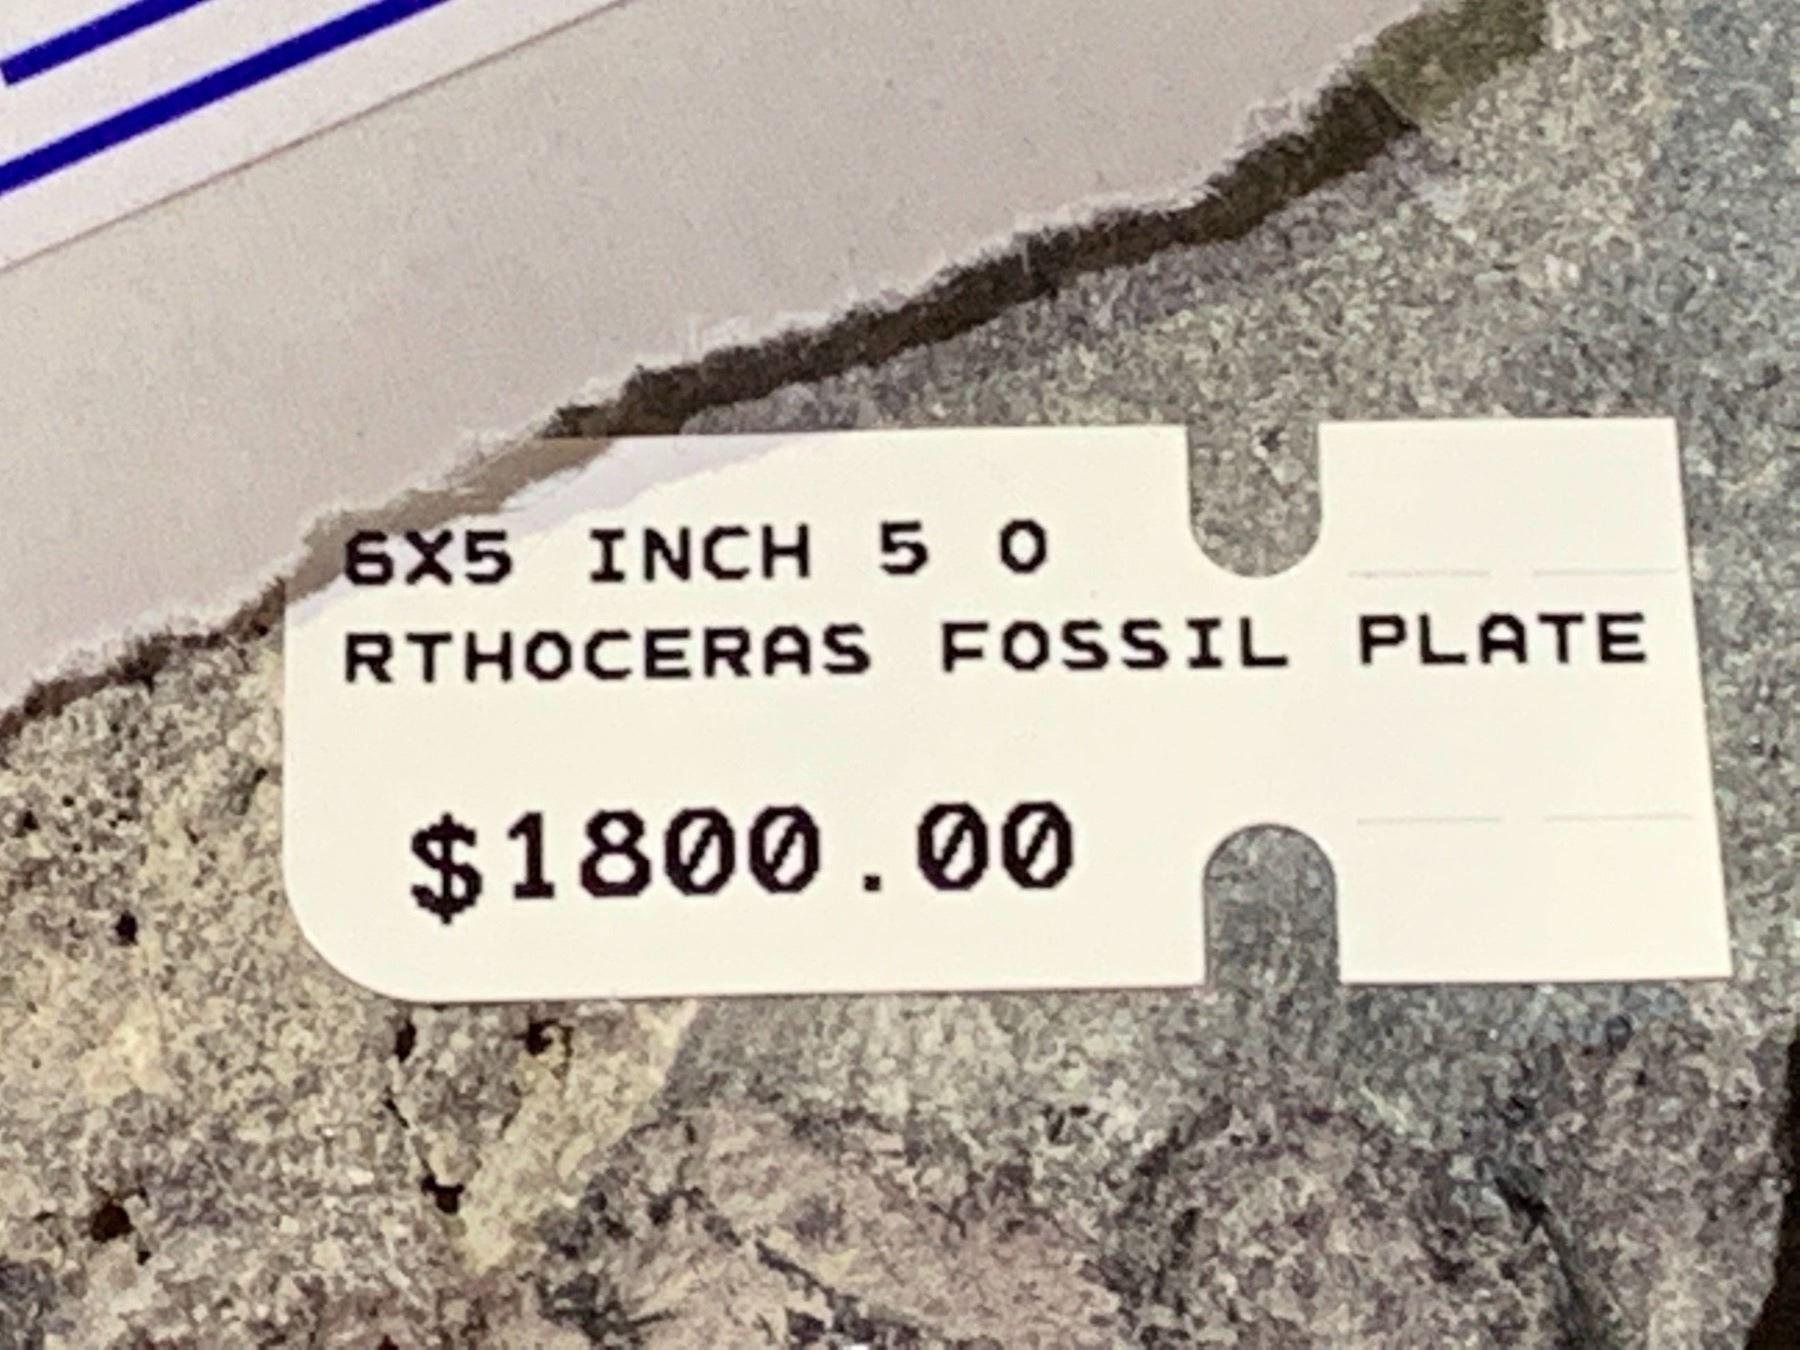 6X5 INCH 5 O
RTHOCERAS FOSSIL PLATE
$1800.00